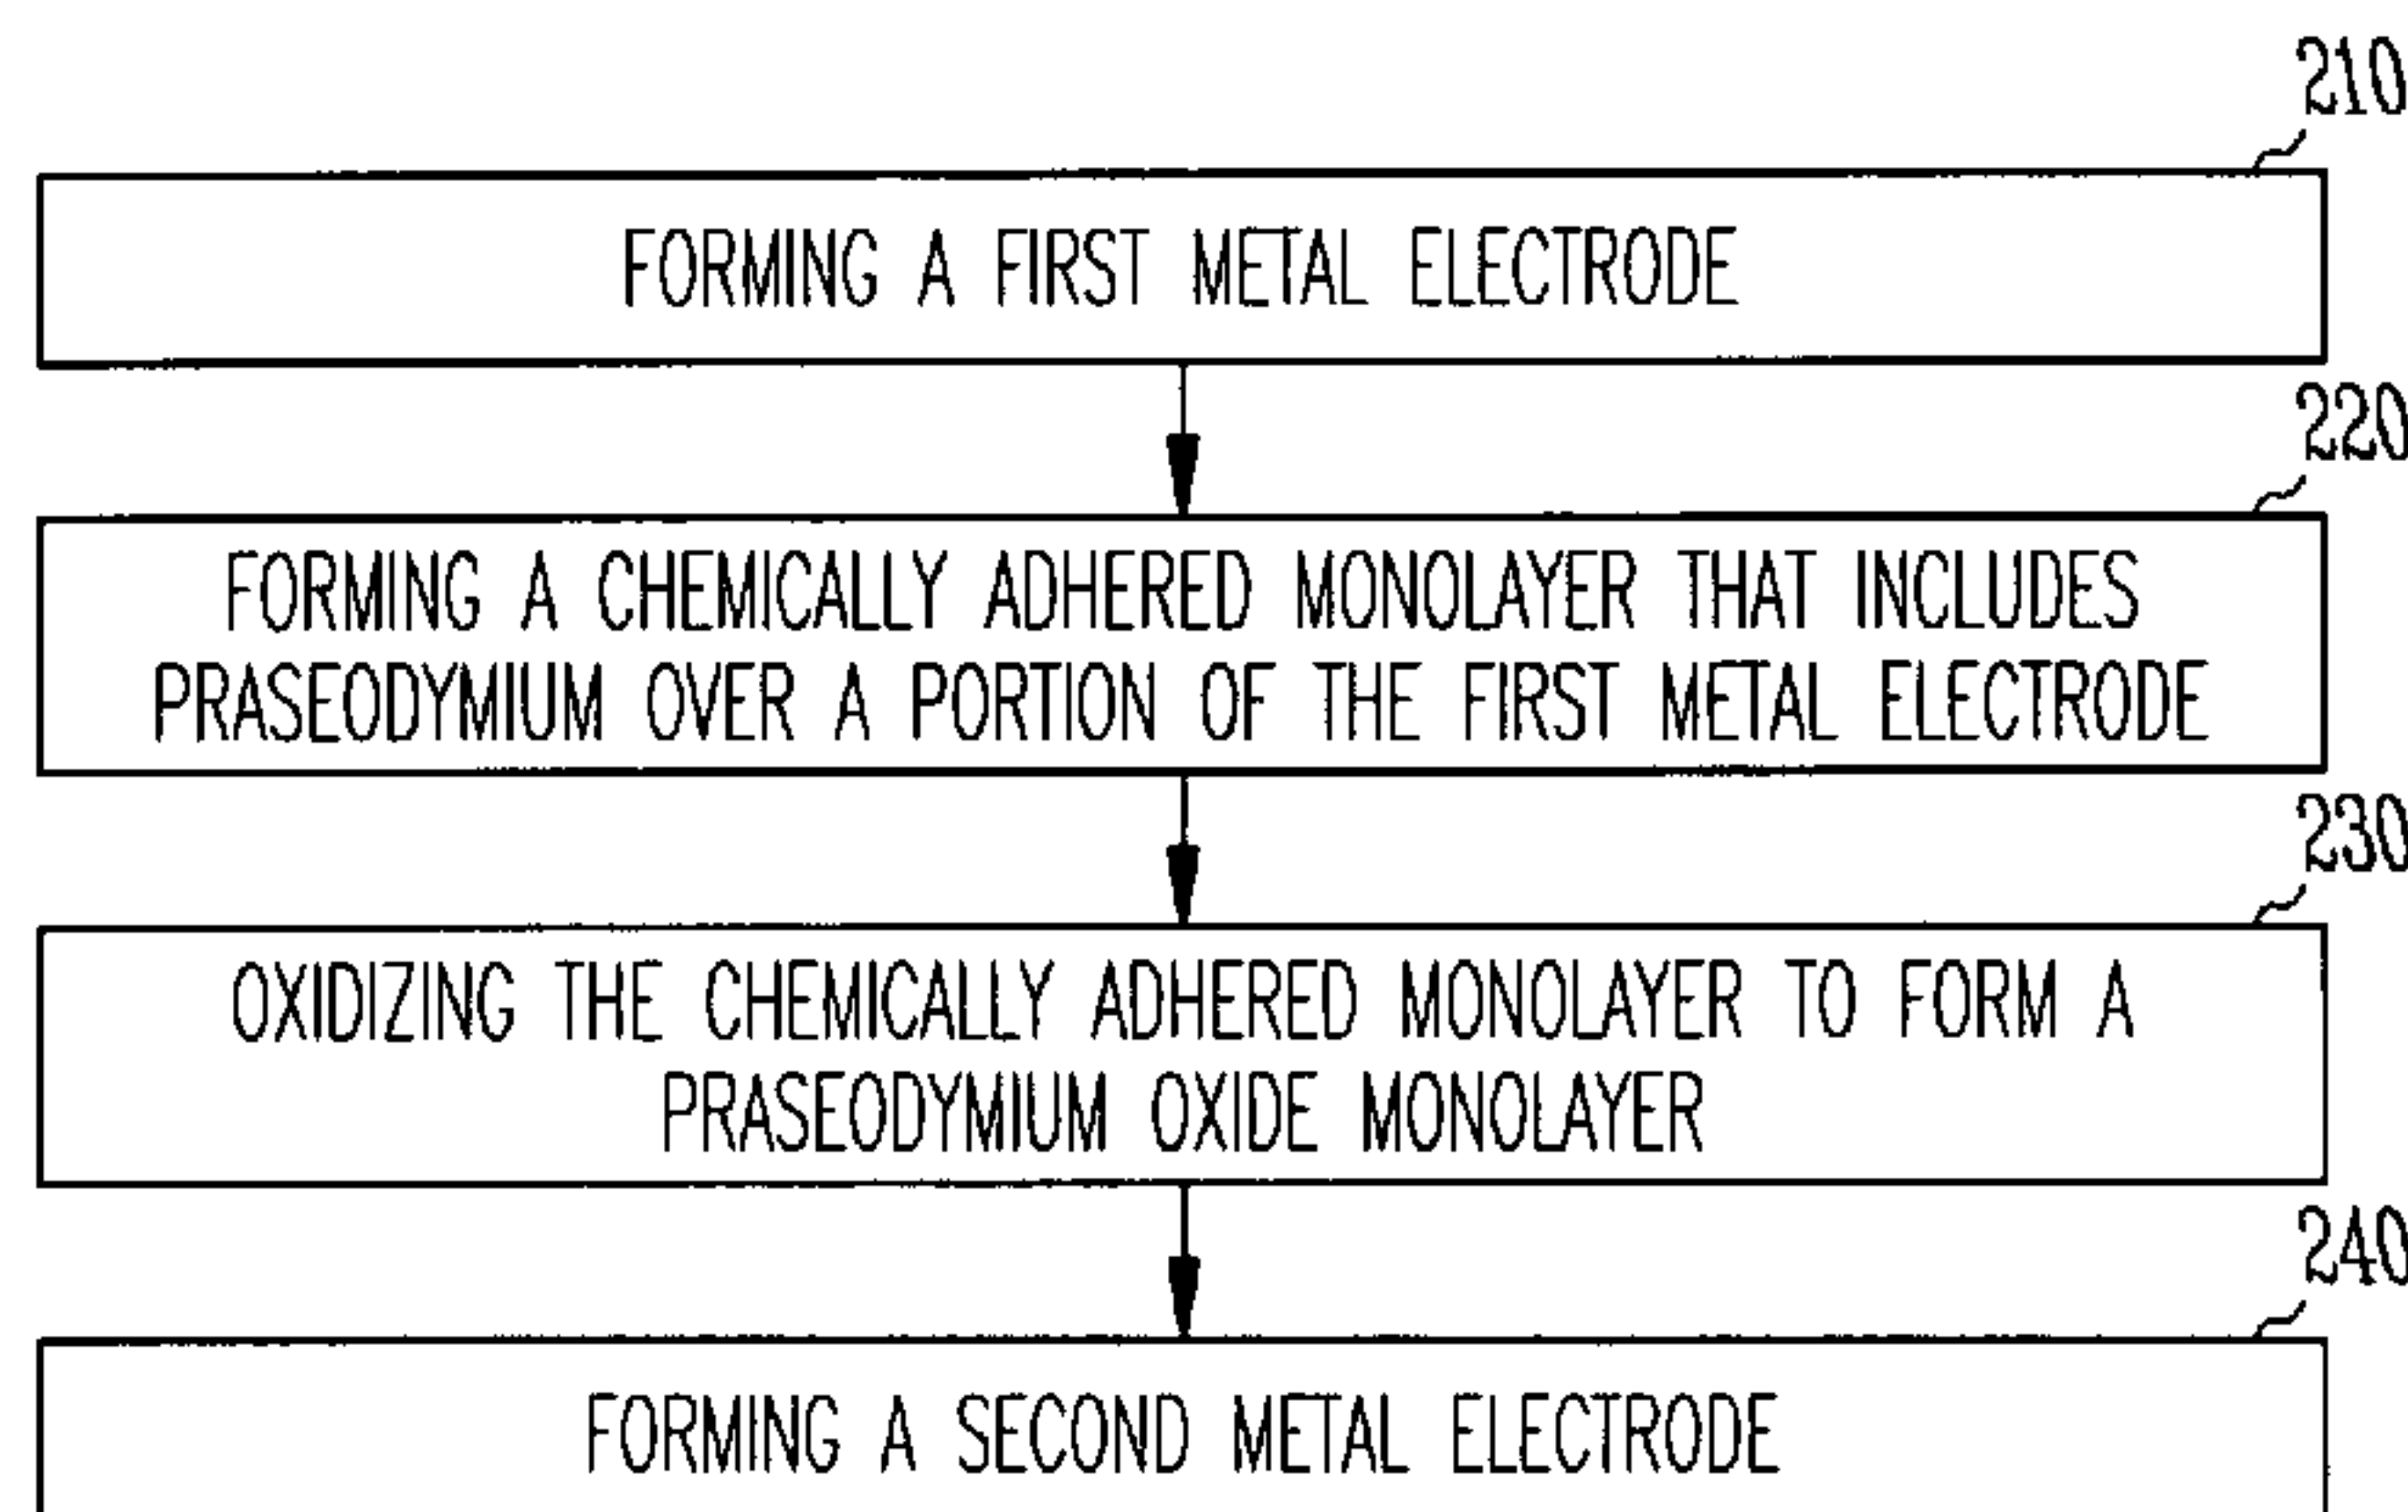 210
FORMING A FIRST METAL ELECTRODE
220
FORMING A CHEMICALLY ADHERED MONOLAYER THAT INCLUDES
PRASEODYMIUM OVER A PORTION OF THE FIRST METAL ELECTRODE
230
OXIDIZING THE CHEMICALLY ADHERED MONOLAYER TO FORM A
PRASEODYMIUM OXIDE MONOLAYER
240
FORMING A SECOND METAL ELECTRODE